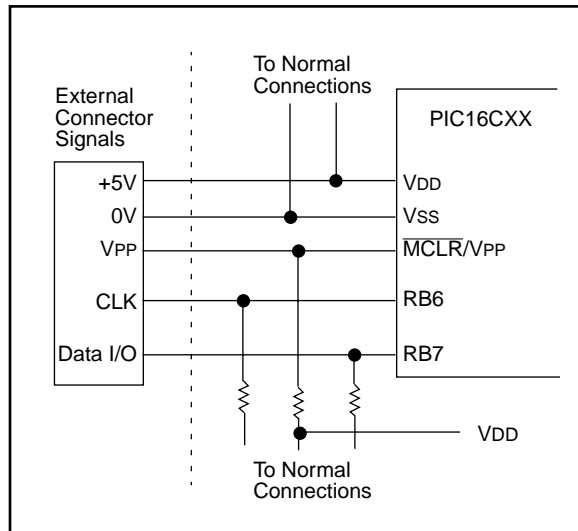 To Normal
Connections
External
Connector
Signals
PIC16CXX
+5V
VDD
0V
VSS
VPP
MCLR/VPP
CLK
RB6
Data I/O
RB7
VDD
To Normal
Connections